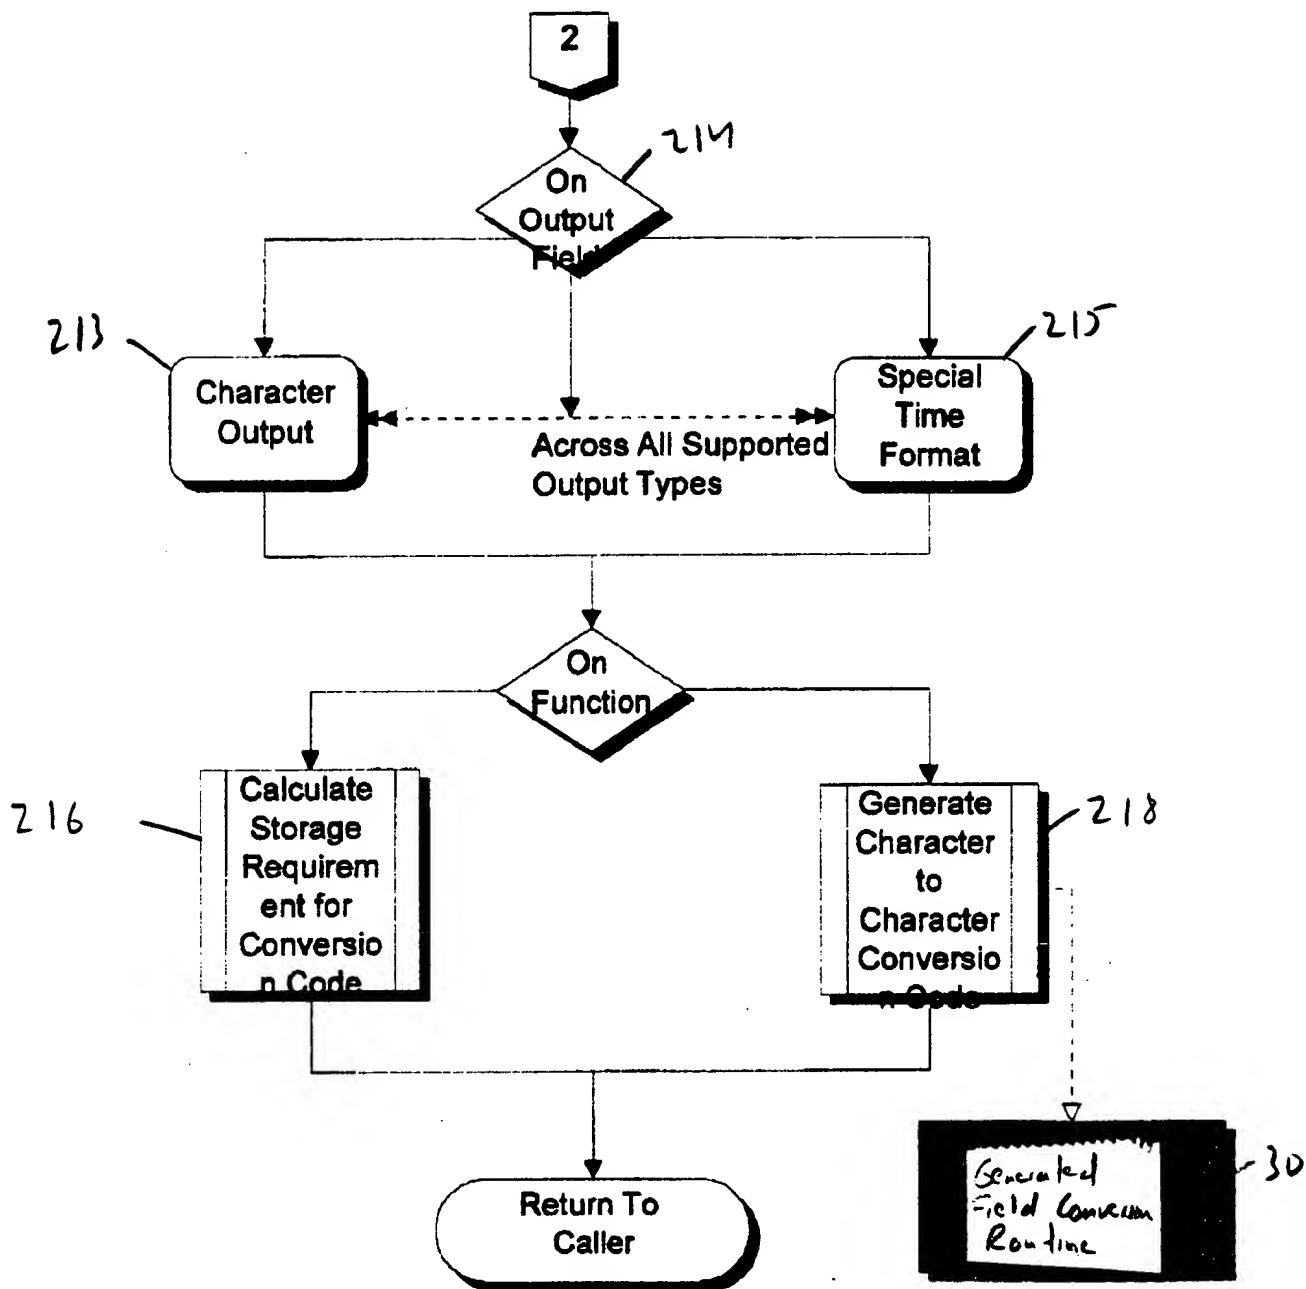 2
214
On
Output
Field
213
215
Character
Output
Special
Time
Format
Across All Supported
Output Types
On
Function
216
Calculate
Storage
Requirem
ent for
Conversio
n Code
Generate
Character
to
Character
Conversio
n Code
218
Return To
Caller
Generated
Field Conversion
Routine
30